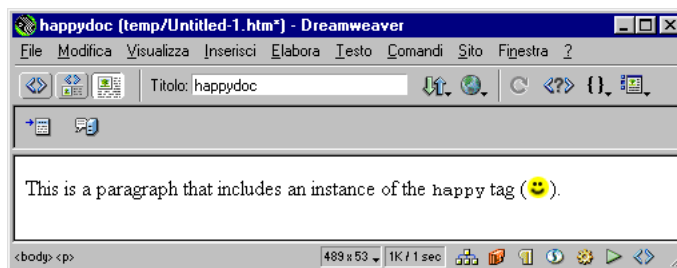 happydoc (temp/Untitled-1.htm*) - Dreamweaver
File Modifica Visualizza Inserisci Elabora Testo Comandi Sito Finestra ?
Titolo: happydoc
This is a paragraph that includes an instance of the happy tag ( ).
<body> <p> 489 x 53 1K / 1 sec